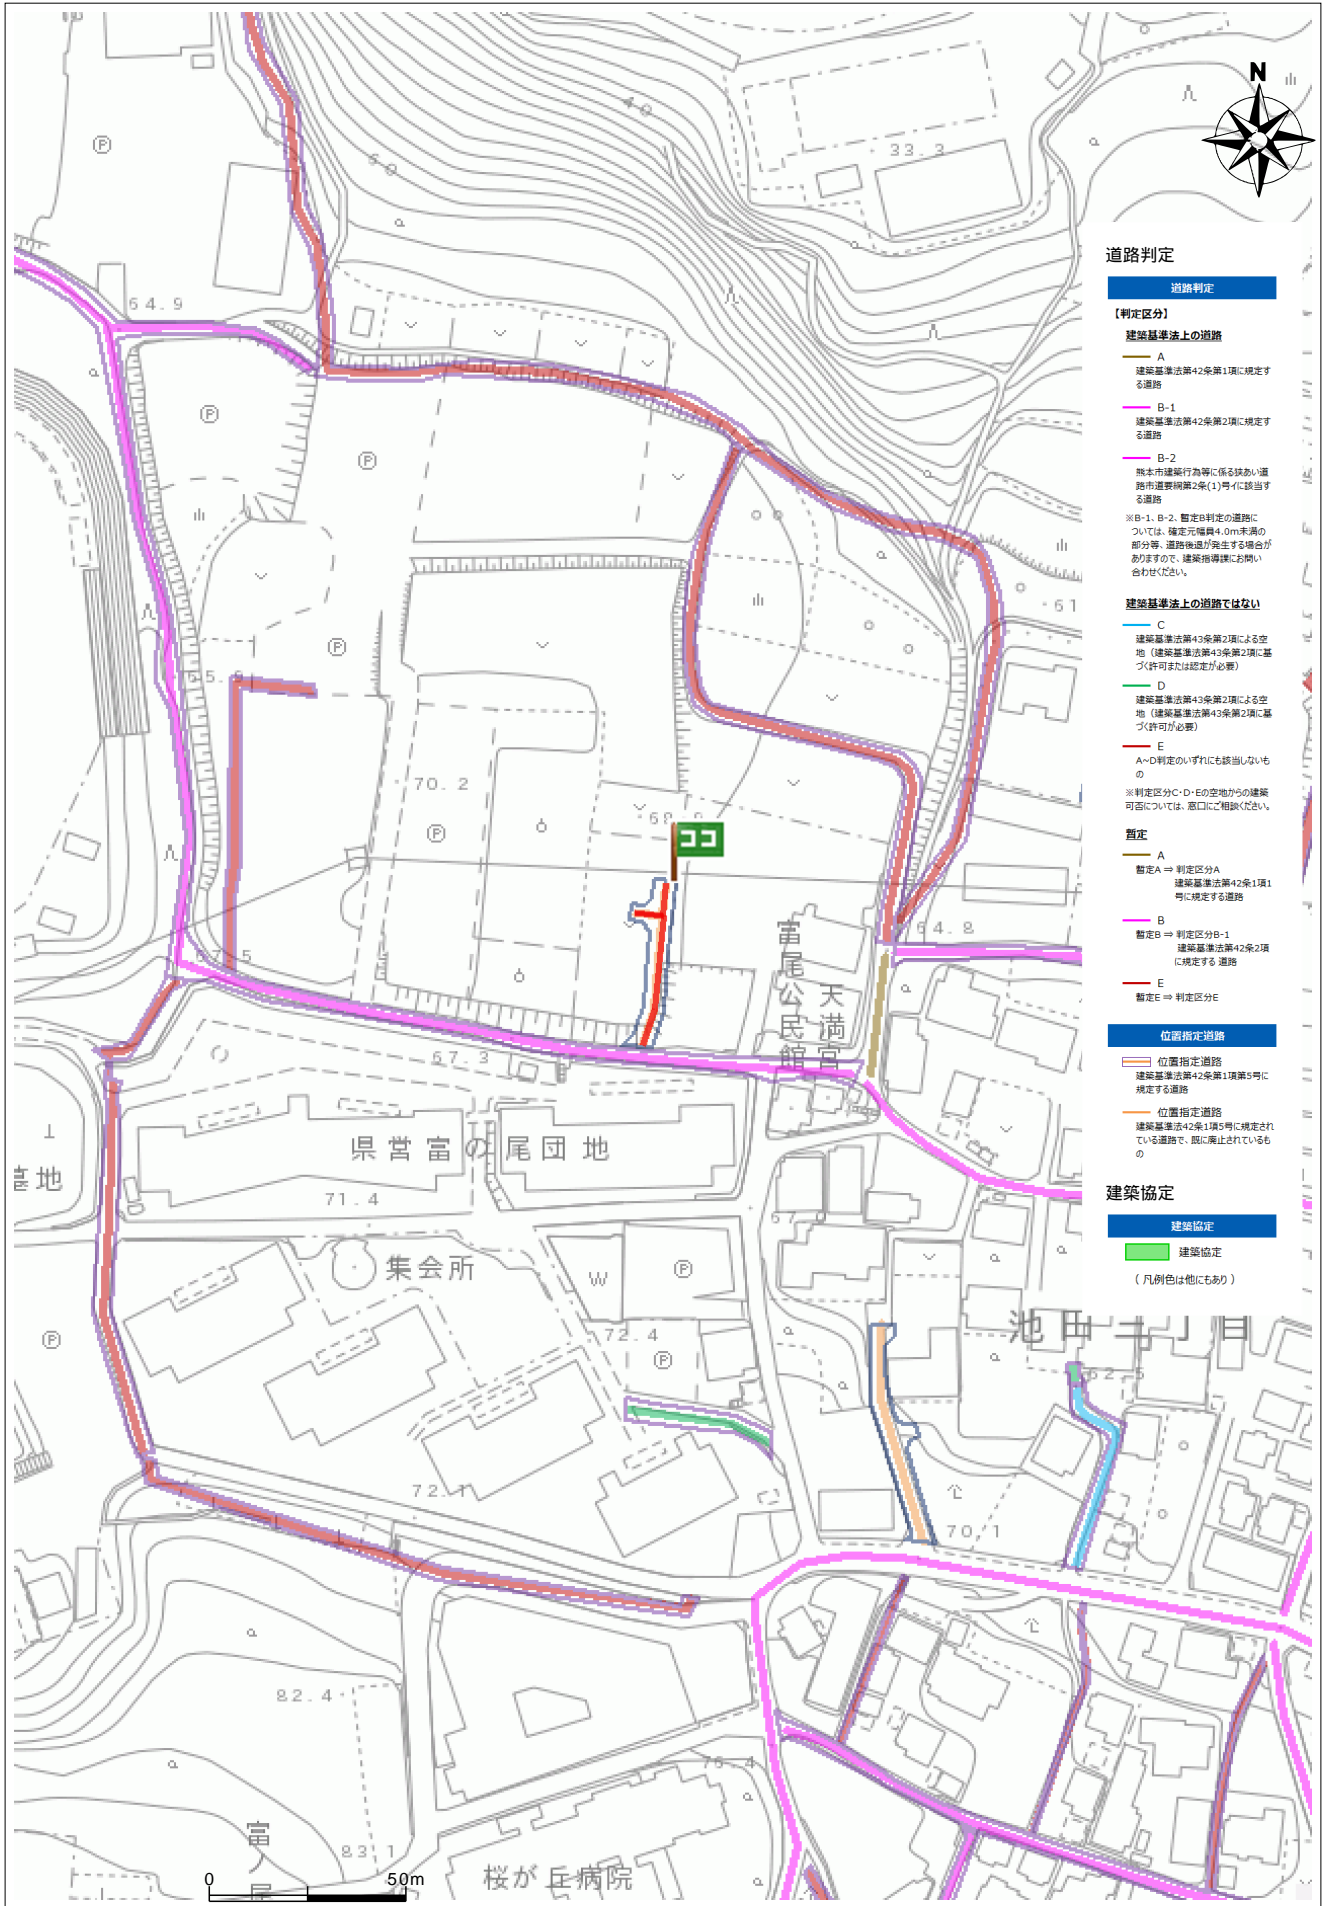 N
道路判定
道路判定
【判定区分】
建築基準法上の道路
A
建築基準法第42条第1項に規定す
る道路
B-1
建築基準法第42条第2項に規定す
る道路
B-2
熊本市建築行為等に係る狭あい道
路市道要綱第2条(1)号イに該当す
る道路
※B-1、B-2、暫定B判定の道路に
ついては、確定元幅員4.0m未満の
部分等、道路後退が発生する場合が
ありますので、建築指導課にお問い
合わせください。
建築基準法上の道路ではない
C
建築基準法第43条第2項による空
地（建築基準法第43条第2項に基
づく許可または認定が必要）
D
建築基準法第43条第2項による空
地（建築基準法第43条第2項に基
づく許可が必要）
E
A~D判定のいずれにも該当しないも
の
※判定区分C・D・Eの空地からの建築
可否については、窓口にご相談ください。
暫定
A
暫定A ⇒ 判定区分A
建築基準法第42条1項1
号に規定する道路
B
暫定B ⇒ 判定区分B-1
建築基準法第42条2項
に規定する 道路
E
暫定E ⇒ 判定区分E
位置指定道路
位置指定道路
建築基準法第42条第1項第5号に
規定する道路
位置指定道路
建築基準法42条1項5号に規定され
ている道路で、既に廃止されているも
の
建築協定
建築協定
建築協定
（ 凡例色は他にもあり ）
40
50
33.3
64.9
P
P
P
P
61
65.9
70.2
P
68.9
ココ
富尾公民館
天満宮
64.8
67.5
67.3
県営富の尾団地
墓地
71.4
集会所
W
P
P
72.4
P
池田三丁目
62.5
72.1
70.1
82.4
76.4
83.1
富ノ尾
桜が丘病院
0
50m